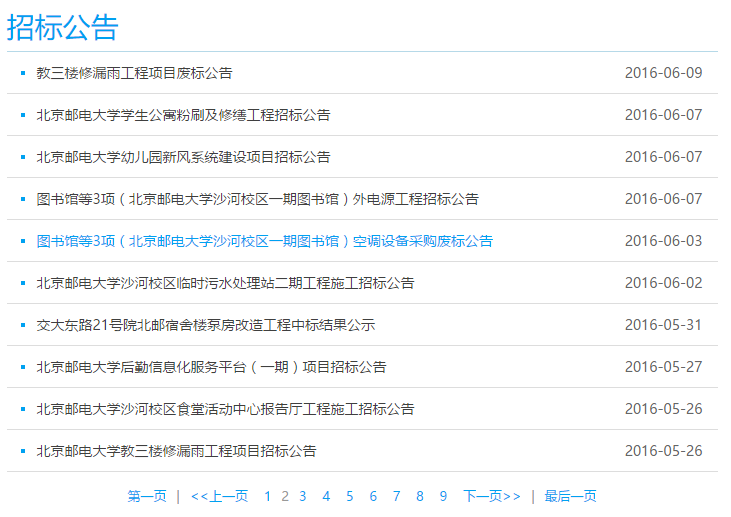 招标公告
教三楼修漏雨工程项目废标公告 2016-06-09
北京邮电大学学生公寓粉刷及修缮工程招标公告 2016-06-07
北京邮电大学幼儿园新风系统建设项目招标公告 2016-06-07
图书馆等3项（北京邮电大学沙河校区一期图书馆）外电源工程招标公告 2016-06-07
图书馆等3项（北京邮电大学沙河校区一期图书馆）空调设备采购废标公告 2016-06-03
北京邮电大学沙河校区临时污水处理站二期工程施工招标公告 2016-06-02
交大东路21号院北邮宿舍楼泵房改造工程中标结果公示 2016-05-31
北京邮电大学后勤信息化服务平台（一期）项目招标公告 2016-05-27
北京邮电大学沙河校区食堂活动中心报告厅工程施工招标公告 2016-05-26
北京邮电大学教三楼修漏雨工程项目招标公告 2016-05-26
第一页 | <<上一页 1 2 3 4 5 6 7 8 9 下一页>> | 最后一页